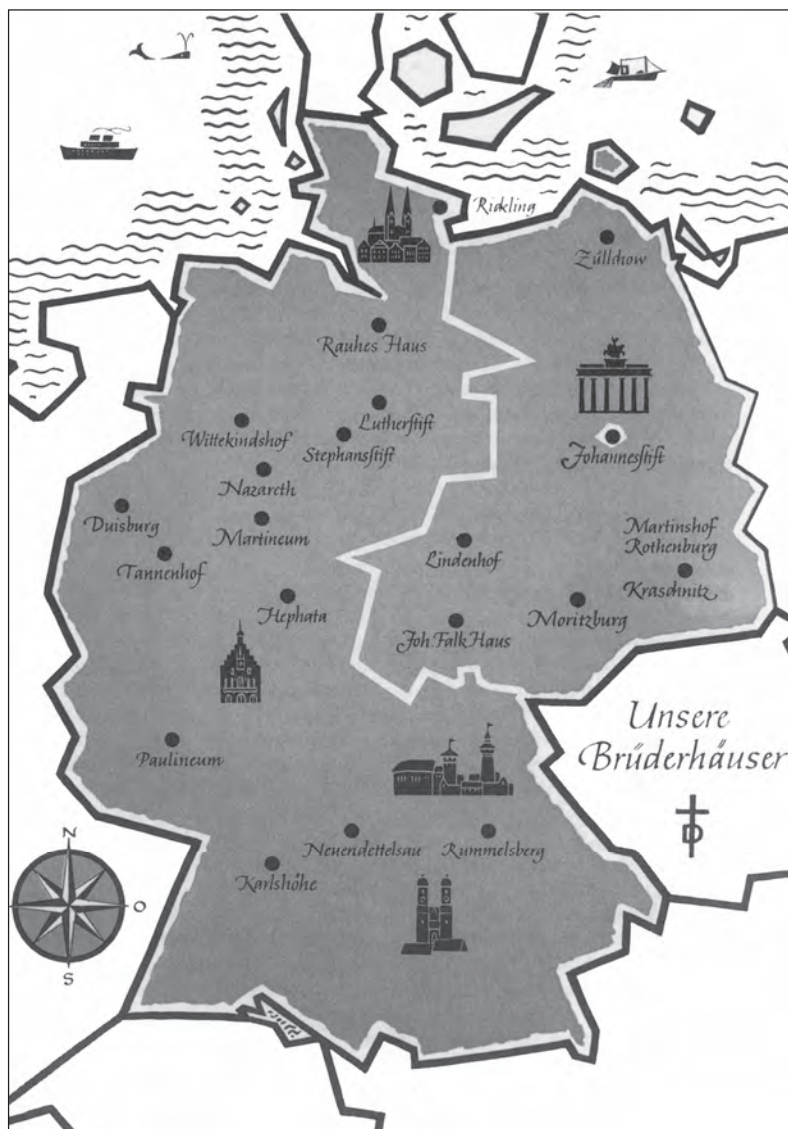 Rickling
Züllchow
Rauhes Haus
Lutherstift
Wittekindshof
Stephansstift
Johannesstift
Nazareth
Duisburg
Martineum
Martinshof
Rothenburg
Tannenhof
Lindenhof
Kraschnitz
Hephata
Moritzburg
Joh. Falk Haus
Unsere
Brüderhäuser
D
Paulineum
N
Neuendettelsau
Rummelsberg
Karlshöhe
O
S